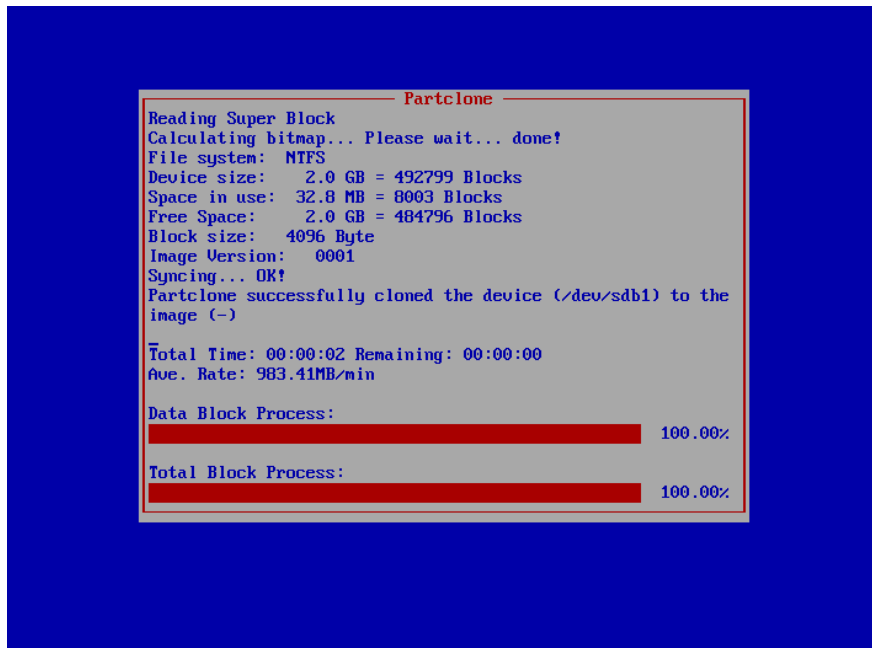 Partclone
Reading Super Block
Calculating bitmap... Please wait... done!
File system:  NTFS
Device size:    2.0 GB = 492799 Blocks
Space in use:  32.8 MB = 8003 Blocks
Free Space:     2.0 GB = 484796 Blocks
Block size:   4096 Byte
Image Version:   0001
Syncing... OK!
Partclone successfully cloned the device (/dev/sdb1) to the
image (-)
Total Time: 00:00:02 Remaining: 00:00:00
Ave. Rate: 983.41MB/min
Data Block Process:
100.00%
Total Block Process:
100.00%